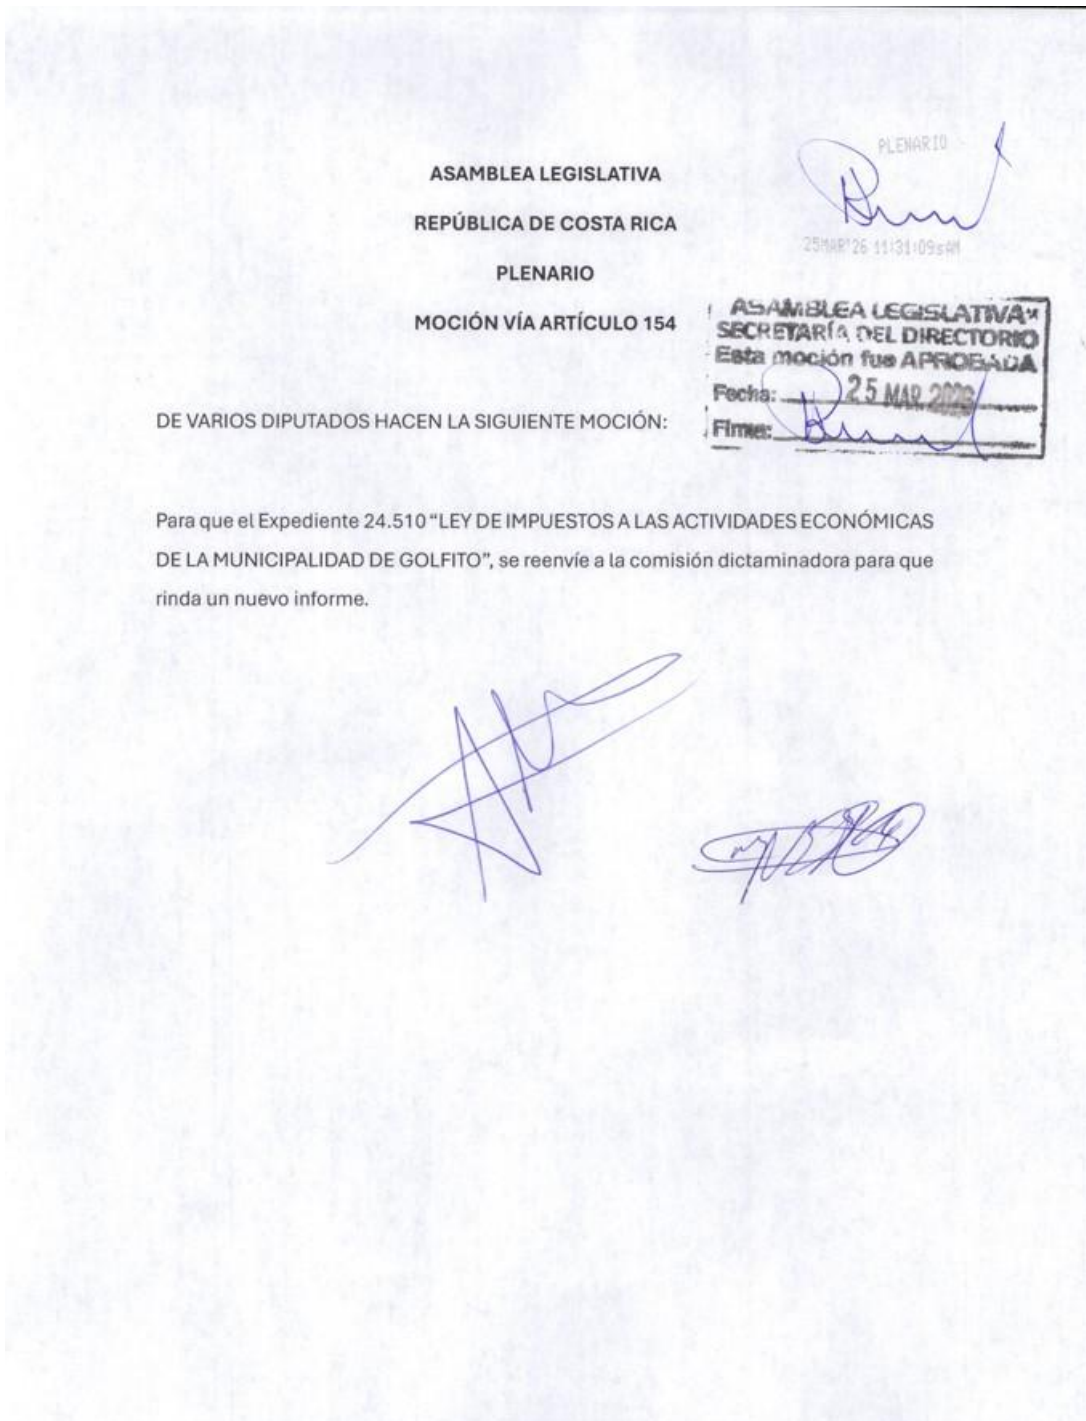 PLENARIO
25MAR'26 11:31:09 AM
ASAMBLEA LEGISLATIVA
REPÚBLICA DE COSTA RICA
PLENARIO
MOCIÓN VÍA ARTÍCULO 154
ASAMBLEA LEGISLATIVA
SECRETARÍA DEL DIRECTORIO
Esta moción fue APROBADA
Fecha: 25 MAR 2026
Firma:
DE VARIOS DIPUTADOS HACEN LA SIGUIENTE MOCIÓN:
Para que el Expediente 24.510 “LEY DE IMPUESTOS A LAS ACTIVIDADES ECONÓMICAS
DE LA MUNICIPALIDAD DE GOLFITO”, se reenvíe a la comisión dictaminadora para que
rinda un nuevo informe.